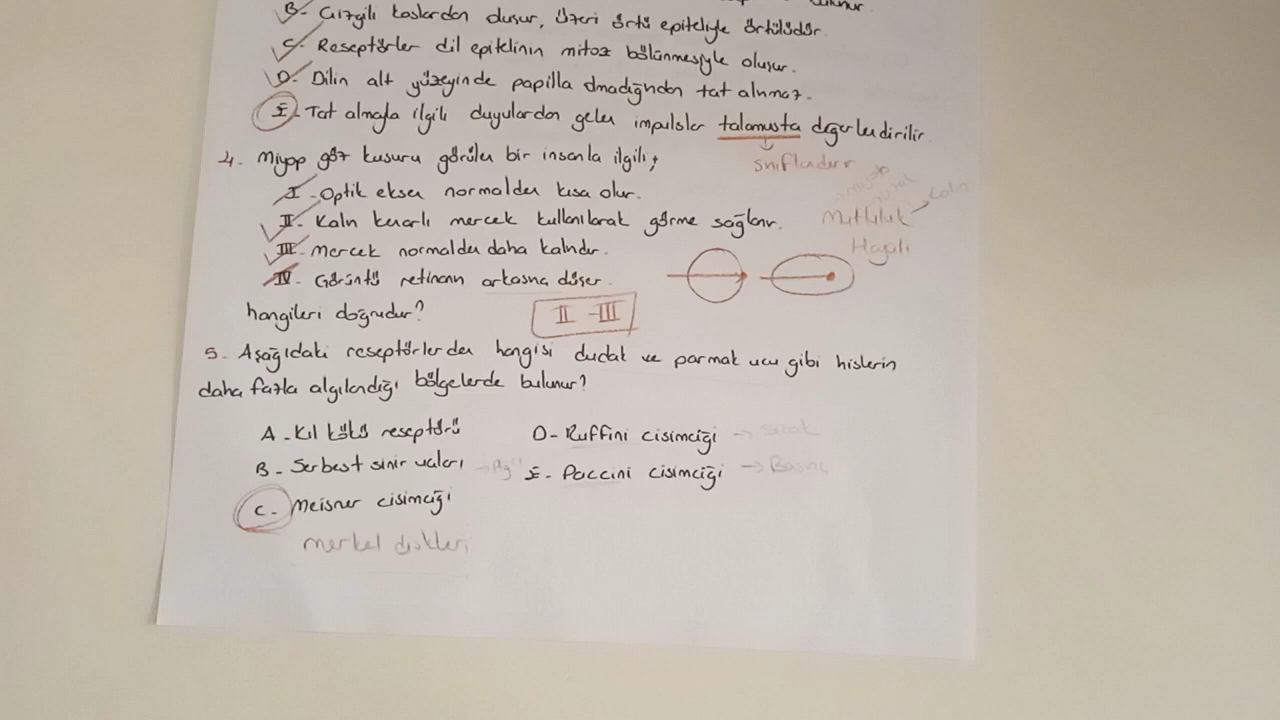 B- Çizgili kaslardan oluşur, üzeri örtü epiteliyle örtülüdür.
C- Reseptörler dil epitelinin mitoz bölünmesiyle oluşur.
D- Dilin alt yüzeyinde papilla olmadığından tat alınmaz.
E- Tat almayla ilgili duyulardan gelen impulslar talamusta değerlendirilir.
sınıflandırır
4. Miyop göz kusuru görülen bir insanla ilgili;
I- Optik eksen normalden kısa olur.
II- Kalın kenarlı mercek kullanılarak görme sağlanır.
III- Mercek normalden daha kalındır.
IV- Görüntü retinanın arkasına düşer.
hangileri doğrudur?
II - III
Mutluluk
Hayali
5- Aşağıdaki reseptörlerden hangisi dudak ve parmak ucu gibi hislerin
daha fazla algılandığı bölgelerde bulunur?
A- Kıl kökü reseptörü
B- Serbest sinir uçları → Ağrı
C- Meisner cisimciği
merkel diskleri
D- Ruffini cisimciği → sıcak
E- Paccini cisimciği → Basınç